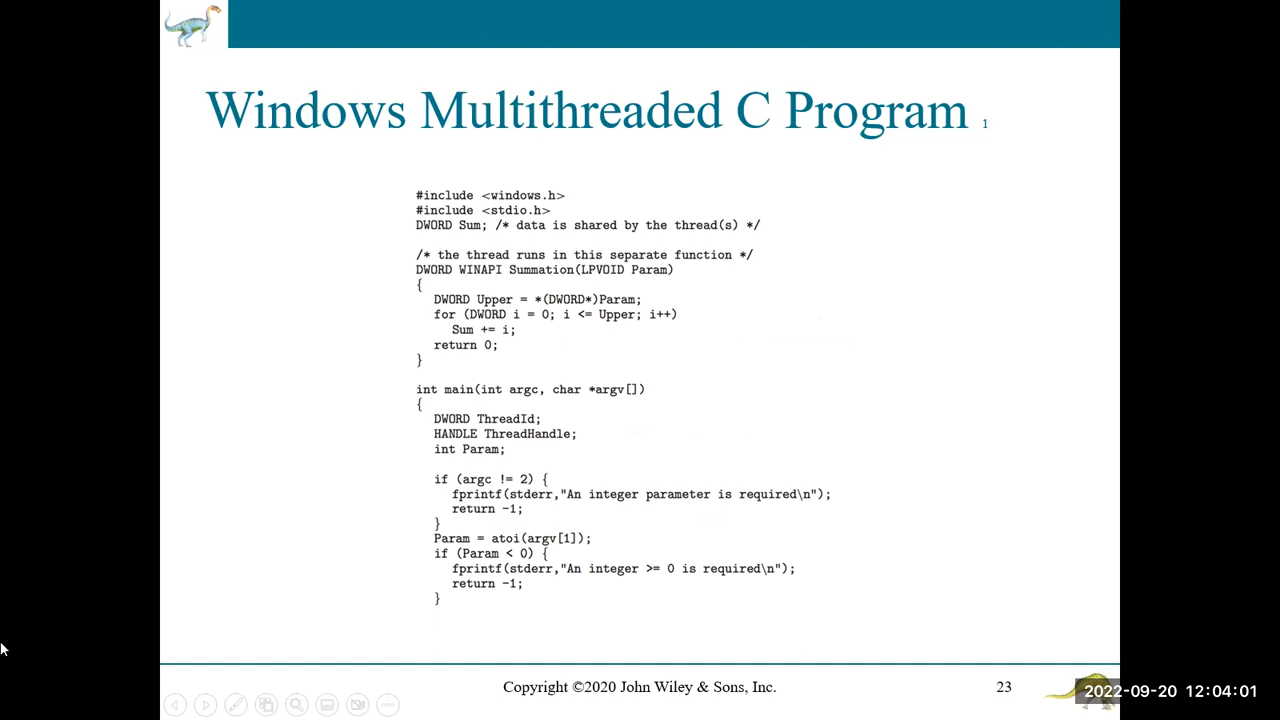 Windows Multithreaded C Program 1
#include <windows.h>
#include <stdio.h>
DWORD Sum; /* data is shared by the thread(s) */
/* the thread runs in this separate function */
DWORD WINAPI Summation(LPVOID Param)
{
DWORD Upper = *(DWORD*)Param;
for (DWORD i = 0; i <= Upper; i++)
Sum += i;
return 0;
}
int main(int argc, char *argv[])
{
DWORD ThreadId;
HANDLE ThreadHandle;
int Param;
if (argc != 2) {
fprintf(stderr,"An integer parameter is required\n");
return -1;
}
Param = atoi(argv[1]);
if (Param < 0) {
fprintf(stderr,"An integer >= 0 is required\n");
return -1;
}
Copyright ©2020 John Wiley & Sons, Inc.
23
2022-09-20 12:04:01